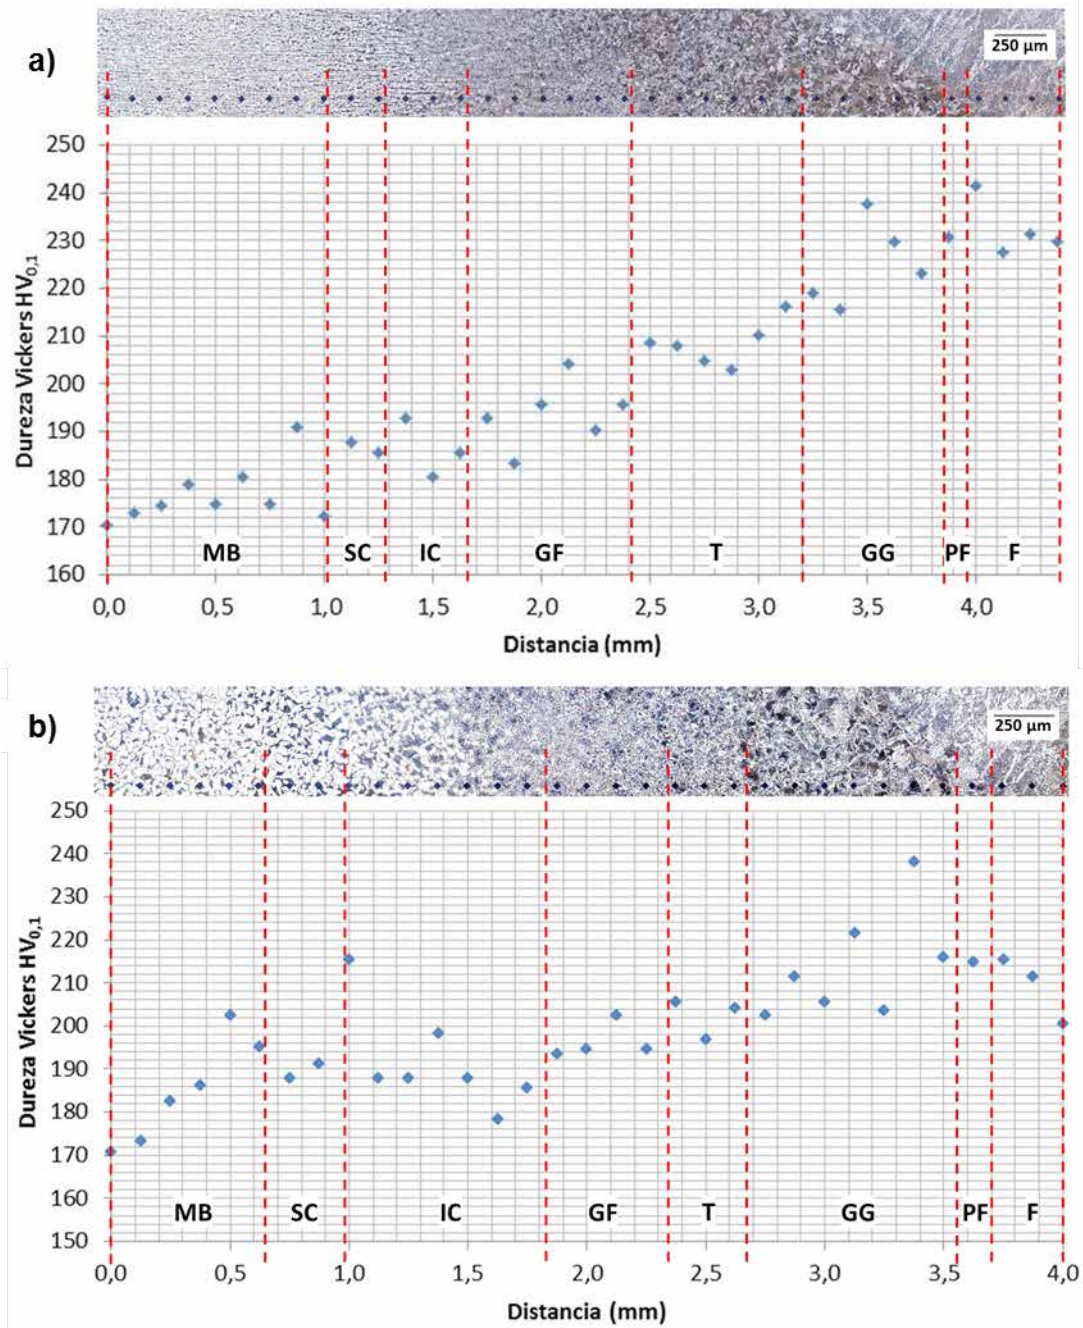 a)
250 µm
250
240
230
220
210
200
190
180
170
160
Dureza Vickers HV0,1
MB SC IC GF T GG PF F
0,0 0,5 1,0 1,5 2,0 2,5 3,0 3,5 4,0
Distancia (mm)
b)
250 µm
250
240
230
220
210
200
190
180
170
160
150
Dureza Vickers HV0,1
MB SC IC GF T GG PF F
0,0 0,5 1,0 1,5 2,0 2,5 3,0 3,5 4,0
Distancia (mm)